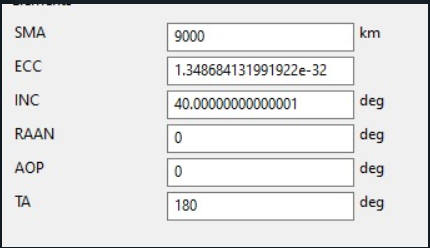 Elements
SMA 9000 km
ECC 1.348684131991922e-32
INC 40.00000000000001 deg
RAAN 0 deg
AOP 0 deg
TA 180 deg